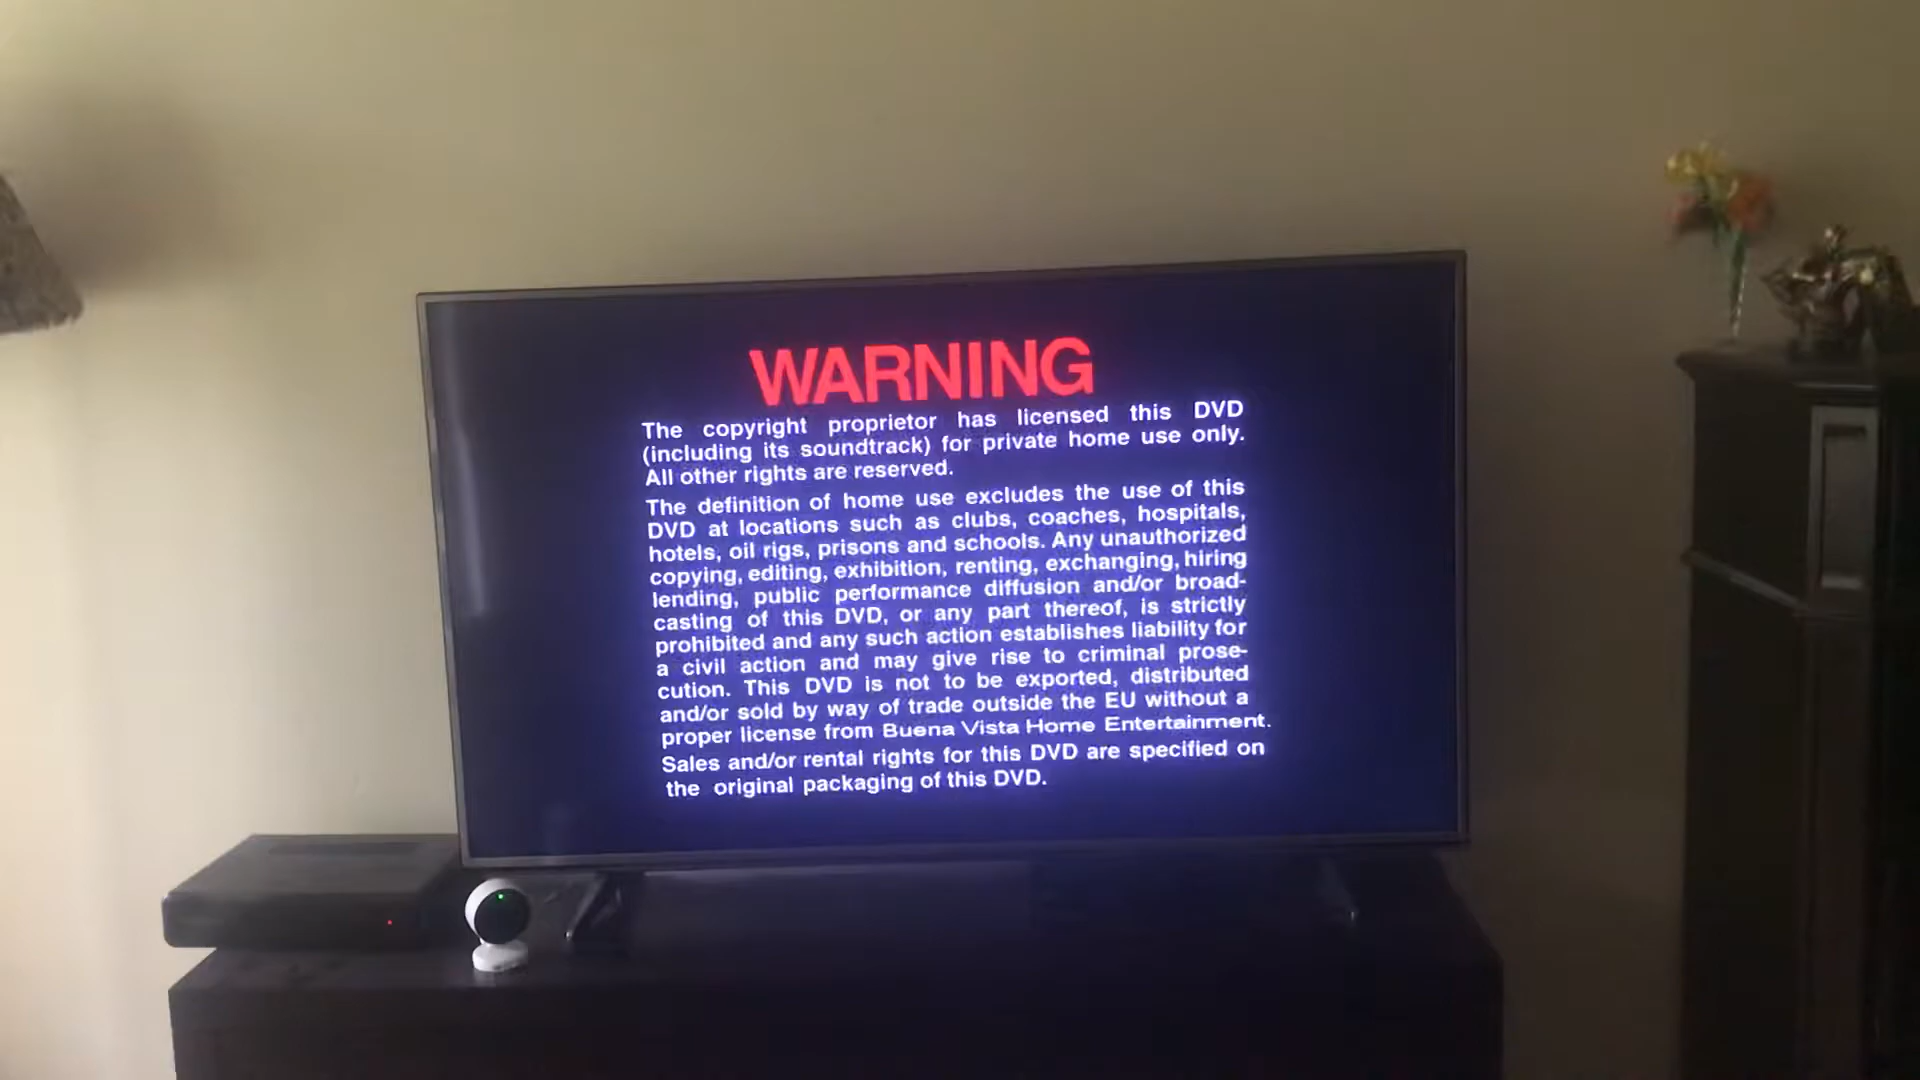 WARNING
The copyright proprietor has licensed this DVD
(including its soundtrack) for private home use only.
All other rights are reserved.
The definition of home use excludes the use of this
DVD at locations such as clubs, coaches, hospitals,
hotels, oil rigs, prisons and schools. Any unauthorized
copying, editing, exhibition, renting, exchanging, hiring
lending, public performance diffusion and/or broad-
casting of this DVD, or any part thereof, is strictly
prohibited and any such action establishes liability for
a civil action and may give rise to criminal prose-
cution. This DVD is not to be exported, distributed
and/or sold by way of trade outside the EU without a
proper license from Buena Vista Home Entertainment.
Sales and/or rental rights for this DVD are specified on
the original packaging of this DVD.